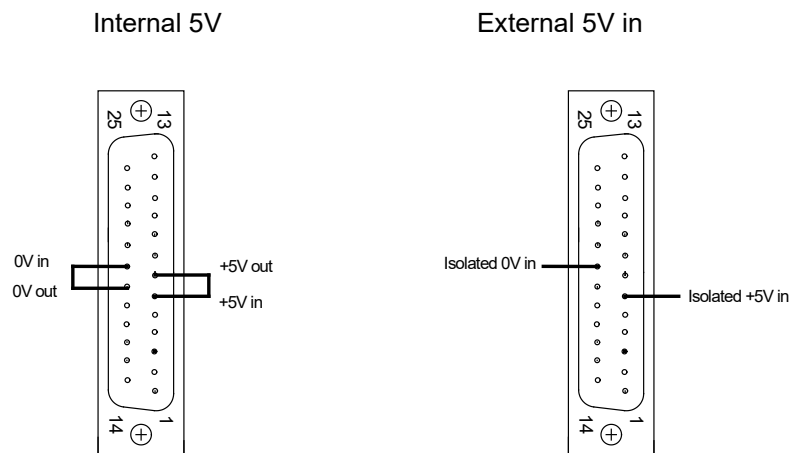 Internal 5V
External 5V in
25
13
0V in
0V out
+5V out
+5V in
14
1
25
13
Isolated 0V in
Isolated +5V in
14
1